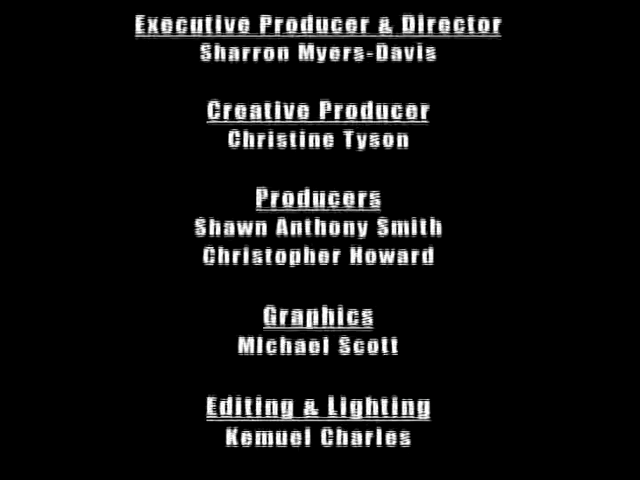 Executive Producer & Director
Sharron Myers-Davis
Creative Producer
Christine Tyson
Producers
Shawn Anthony Smith
Christopher Howard
Graphics
Michael Scott
Editing & Lighting
Kemuel Charles